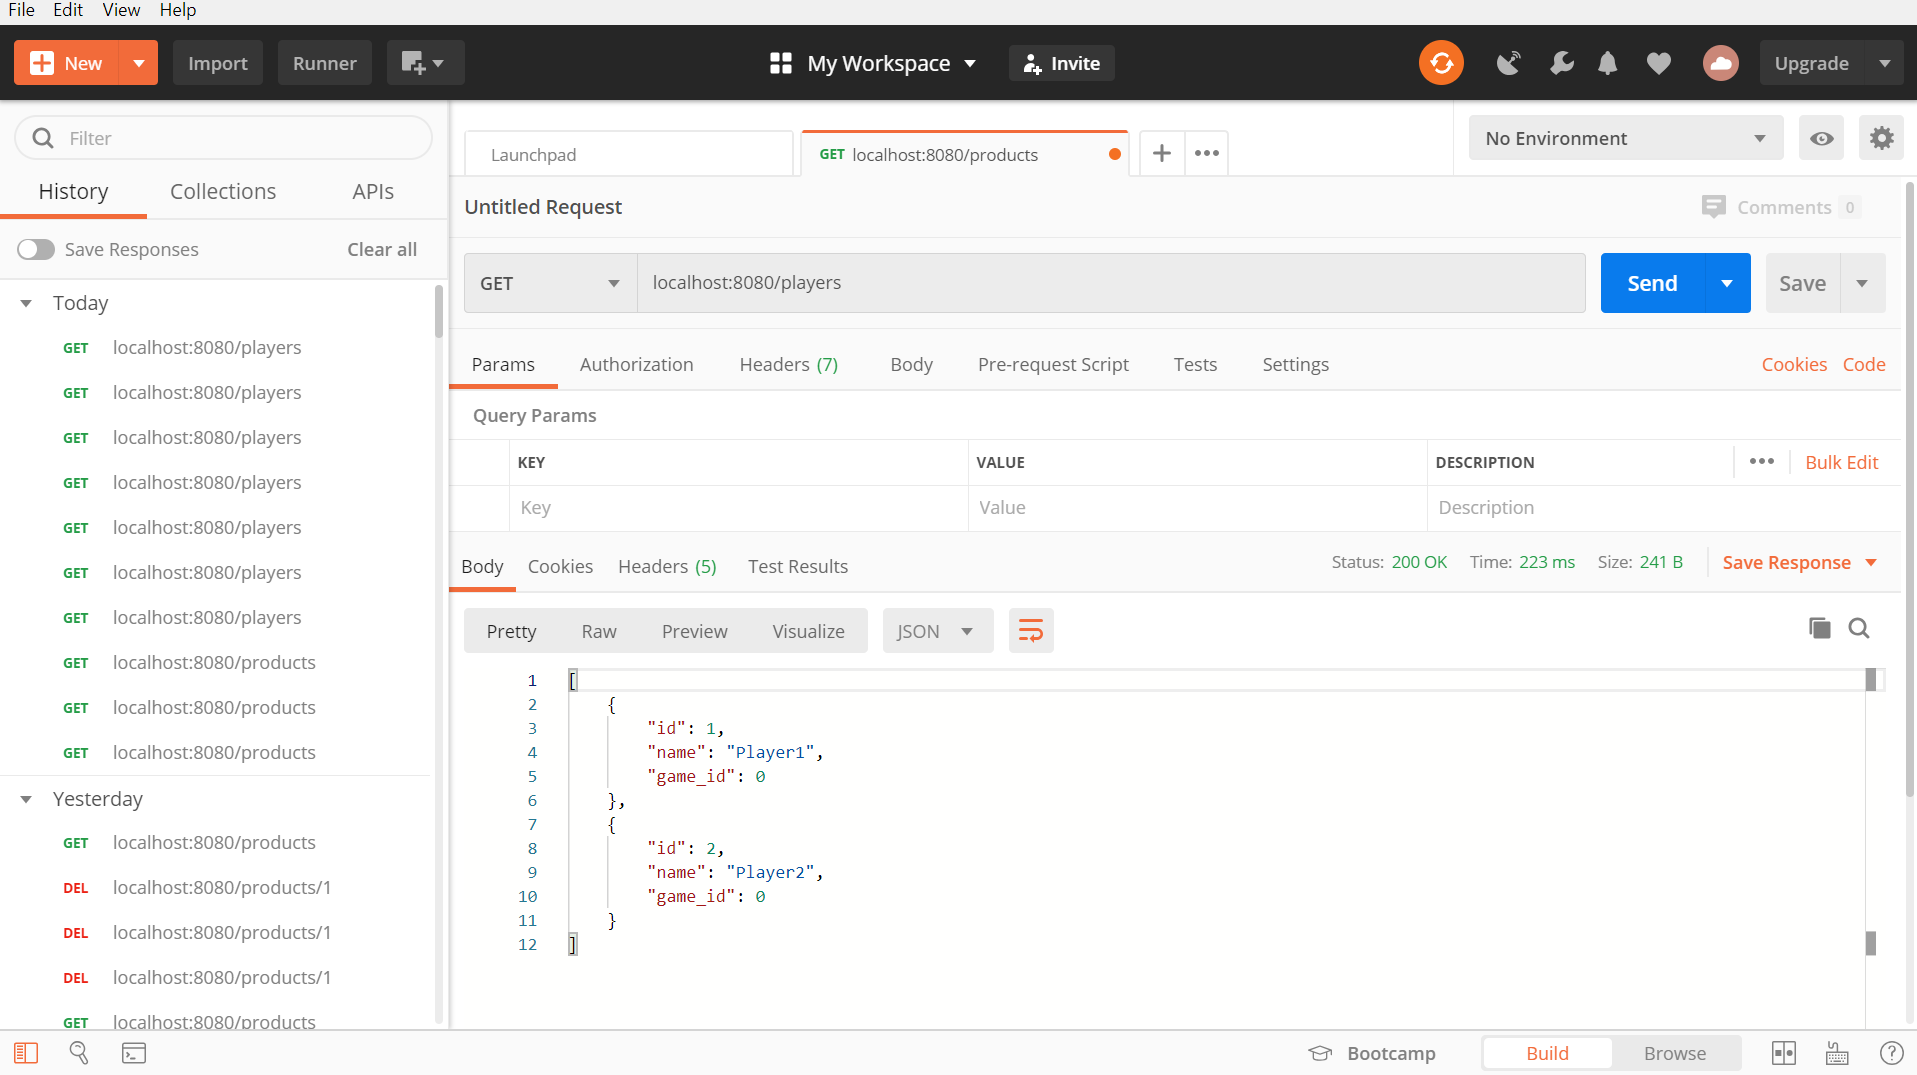 File Edit View Help
New Import Runner My Workspace Invite Upgrade
Filter
History Collections APIs
Save Responses Clear all
Today
GET localhost:8080/players
GET localhost:8080/players
GET localhost:8080/players
GET localhost:8080/players
GET localhost:8080/players
GET localhost:8080/players
GET localhost:8080/players
GET localhost:8080/products
GET localhost:8080/products
GET localhost:8080/products
Yesterday
GET localhost:8080/products
DEL localhost:8080/products/1
DEL localhost:8080/products/1
DEL localhost:8080/products/1
GET localhost:8080/products
Launchpad GET localhost:8080/products
No Environment
Untitled Request Comments 0
GET localhost:8080/players Send Save
Params Authorization Headers (7) Body Pre-request Script Tests Settings Cookies Code
Query Params
KEY VALUE DESCRIPTION Bulk Edit
Key Value Description
Body Cookies Headers (5) Test Results Status: 200 OK Time: 223 ms Size: 241 B Save Response
Pretty Raw Preview Visualize JSON
1 [
2 {
3 "id": 1,
4 "name": "Player1",
5 "game_id": 0
6 },
7 {
8 "id": 2,
9 "name": "Player2",
10 "game_id": 0
11 }
12 ]
Bootcamp Build Browse